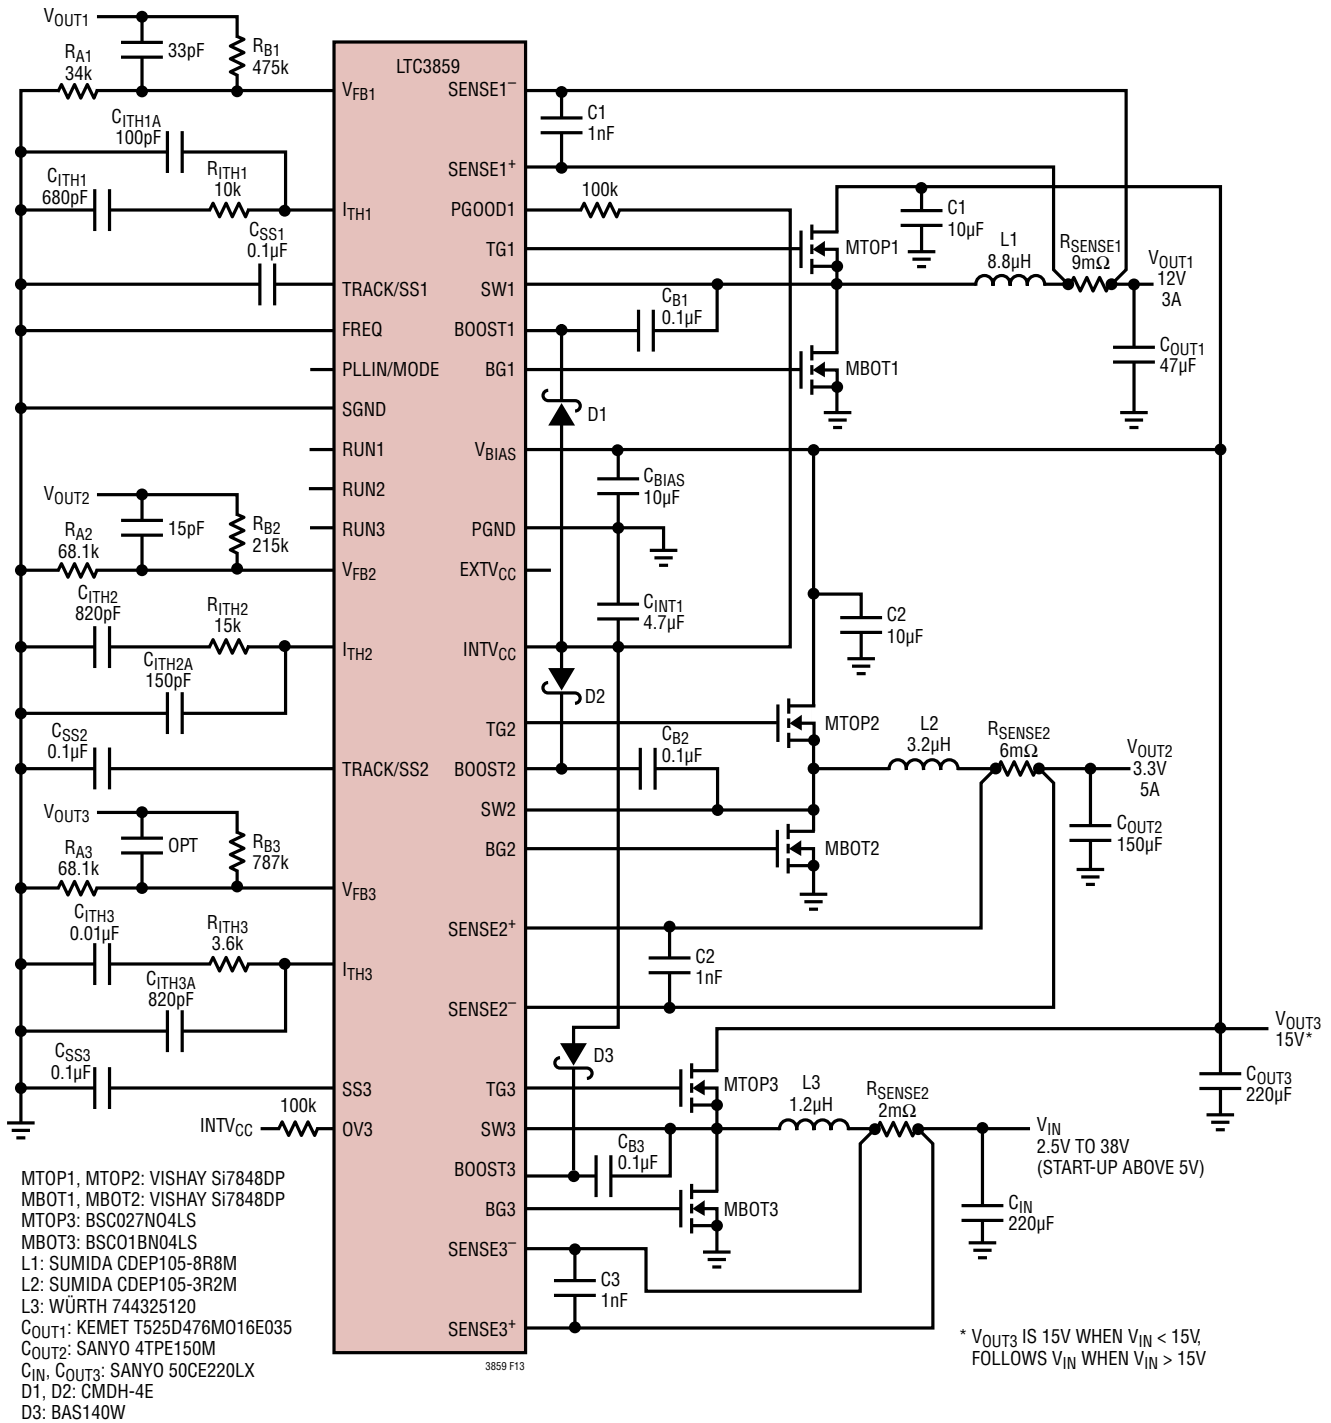 VOUT1
RA1
34k
33pF
RB1
475k
CITH1A
100pF
CITH1
680pF
RITH1
10k
CSS1
0.1µF
VOUT2
RA2
68.1k
15pF
RB2
215k
CITH2
820pF
RITH2
15k
CITH2A
150pF
CSS2
0.1µF
VOUT3
RA3
68.1k
OPT
RB3
787k
CITH3
0.01µF
RITH3
3.6k
CITH3A
820pF
CSS3
0.1µF
INTVCC
100k
LTC3859
VFB1
ITH1
TRACK/SS1
FREQ
PLLIN/MODE
SGND
RUN1
RUN2
RUN3
VFB2
ITH2
TRACK/SS2
VFB3
ITH3
SS3
OV3
SENSE1–
SENSE1+
PGOOD1
TG1
SW1
BOOST1
BG1
VBIAS
PGND
EXTVCC
INTVCC
TG2
BOOST2
SW2
BG2
SENSE2+
SENSE2–
TG3
SW3
BOOST3
BG3
SENSE3–
SENSE3+
C1
1nF
100k
MTOP1
C1
10µF
L1
8.8µH
RSENSE1
9mΩ
VOUT1
12V
3A
CB1
0.1µF
MBOT1
COUT1
47µF
D1
CBIAS
10µF
CINT1
4.7µF
C2
10µF
D2
MTOP2
L2
3.2µH
RSENSE2
6mΩ
VOUT2
3.3V
5A
CB2
0.1µF
MBOT2
COUT2
150µF
C2
1nF
D3
MTOP3
L3
1.2µH
RSENSE2
2mΩ
VOUT3
15V*
COUT3
220µF
CB3
0.1µF
VIN
2.5V TO 38V
(START-UP ABOVE 5V)
MBOT3
CIN
220µF
C3
1nF
MTOP1, MTOP2: VISHAY Si7848DP
MBOT1, MBOT2: VISHAY Si7848DP
MTOP3: BSC027NO4LS
MBOT3: BSCO1BN04LS
L1: SUMIDA CDEP105-8R8M
L2: SUMIDA CDEP105-3R2M
L3: WÜRTH 744325120
COUT1: KEMET T525D476MO16E035
COUT2: SANYO 4TPE150M
CIN, COUT3: SANYO 50CE220LX
D1, D2: CMDH-4E
D3: BAS140W
3859 F13
* VOUT3 IS 15V WHEN VIN < 15V,
FOLLOWS VIN WHEN VIN > 15V